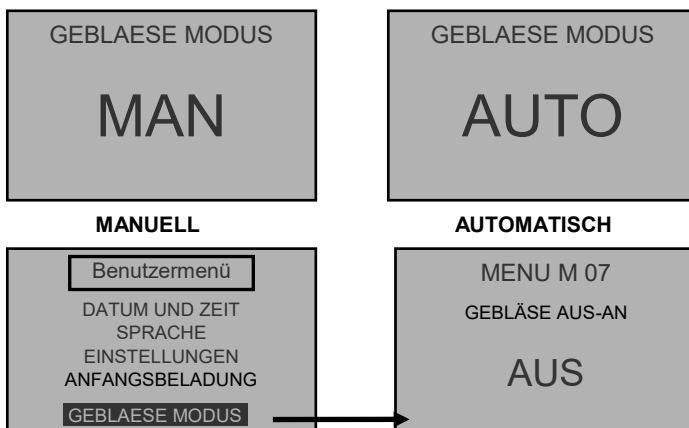 GEBLAESE MODUS
MAN
GEBLAESE MODUS
AUTO
MANUELL
AUTOMATISCH
Benutzermenü
DATUM UND ZEIT
SPRACHE
EINSTELLUNGEN
ANFANGSBELADUNG
GEBLAESE MODUS
MENU M 07
GEBLÄSE AUS-AN
AUS